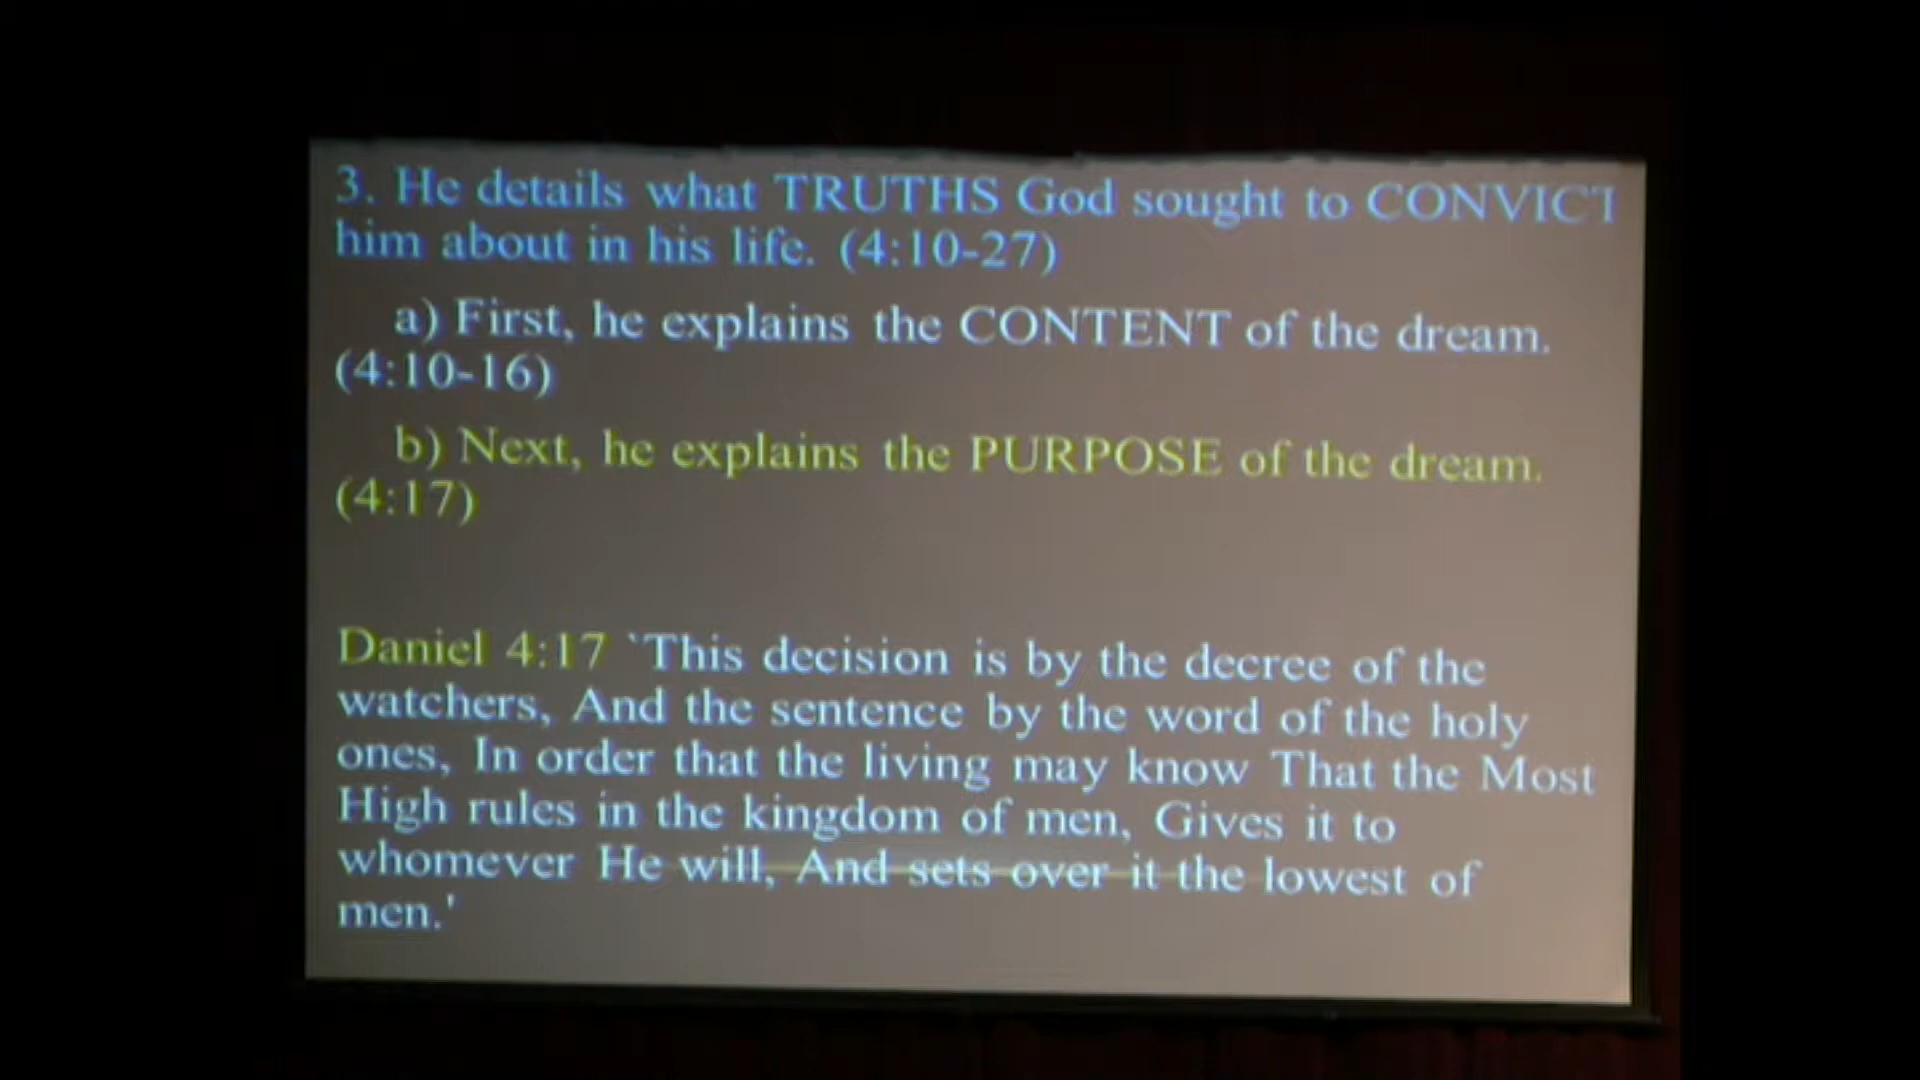 3. He details what TRUTHS God sought to CONVICT
him about in his life. (4:10-27)
a) First, he explains the CONTENT of the dream.
(4:10-16)
b) Next, he explains the PURPOSE of the dream.
(4:17)
Daniel 4:17 `This decision is by the decree of the
watchers, And the sentence by the word of the holy
ones, In order that the living may know That the Most
High rules in the kingdom of men, Gives it to
whomever He will, And sets over it the lowest of
men.'